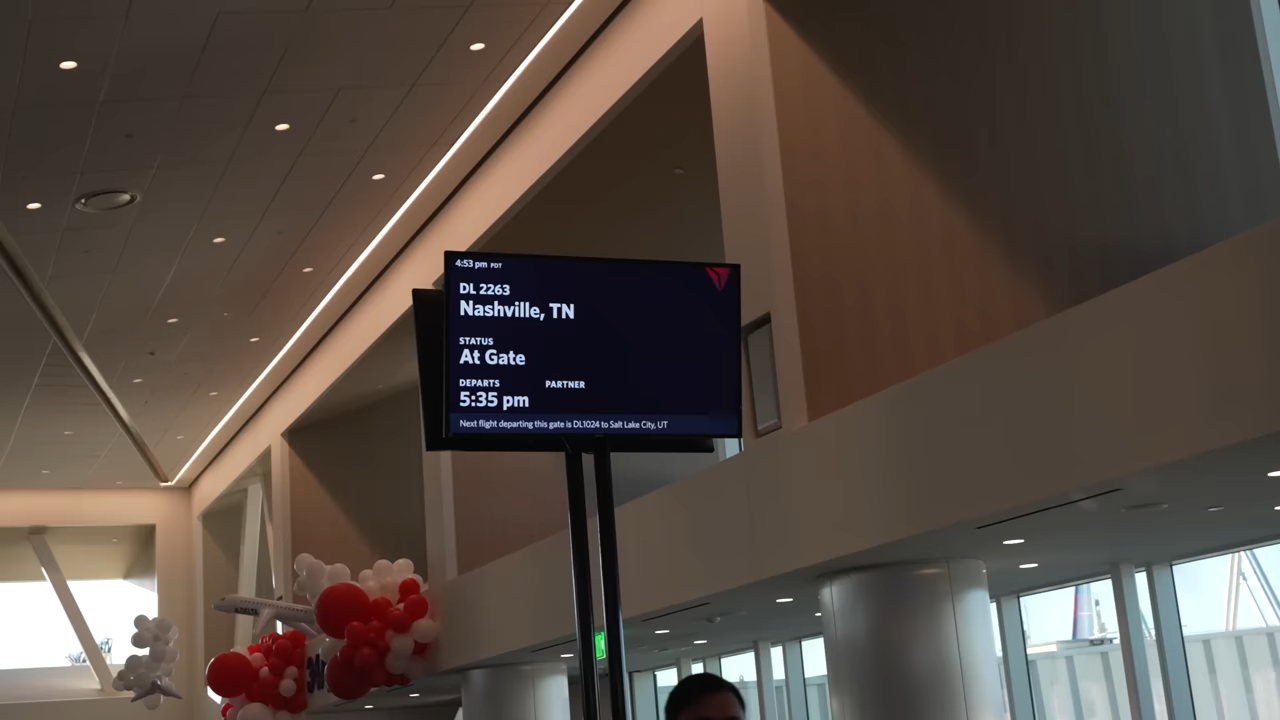 4:53 pm PDT
DL 2263
Nashville, TN
STATUS
At Gate
DEPARTS PARTNER
5:35 pm
Next flight departing this gate is DL1024 to Salt Lake City, UT
DELTA